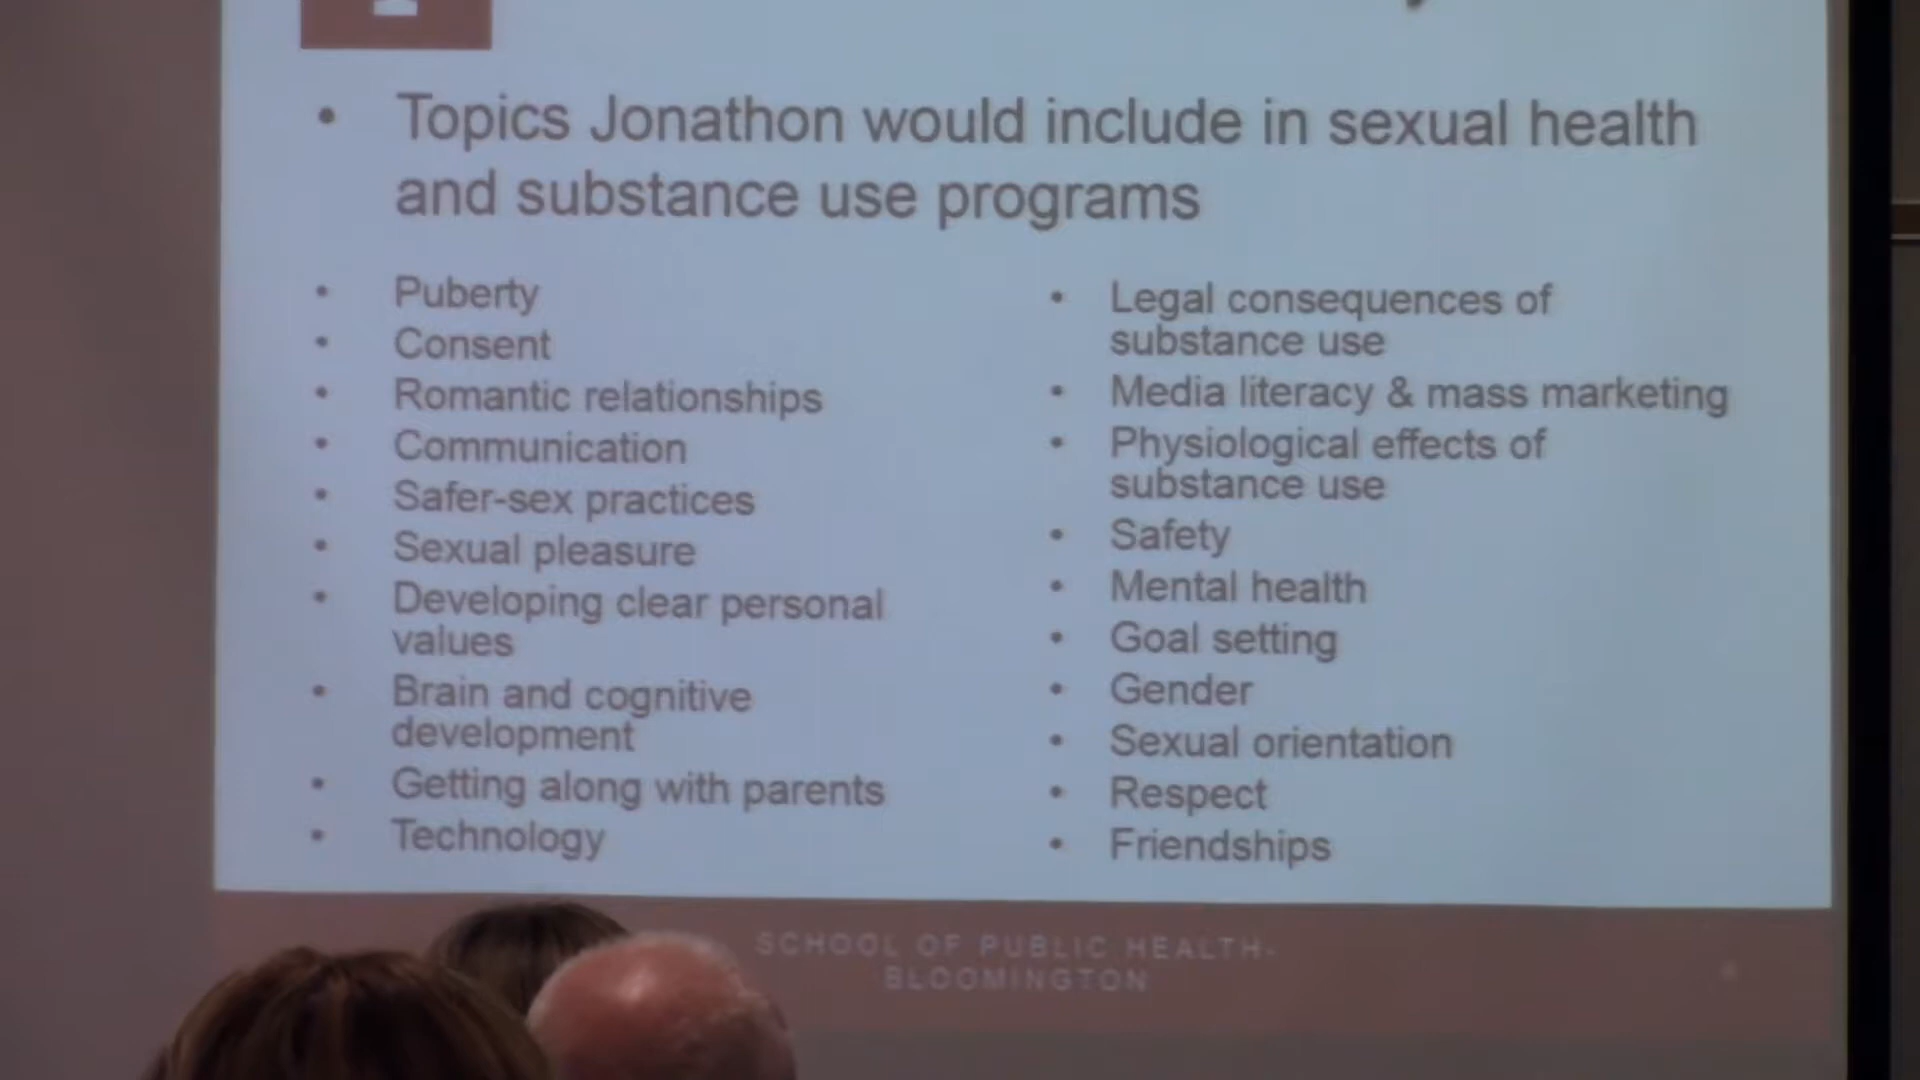 • Topics Jonathon would include in sexual health
and substance use programs
• Puberty
• Consent
• Romantic relationships
• Communication
• Safer-sex practices
• Sexual pleasure
• Developing clear personal
values
• Brain and cognitive
development
• Getting along with parents
• Technology
• Legal consequences of
substance use
• Media literacy & mass marketing
• Physiological effects of
substance use
• Safety
• Mental health
• Goal setting
• Gender
• Sexual orientation
• Respect
• Friendships
SCHOOL OF PUBLIC HEALTH-
BLOOMINGTON